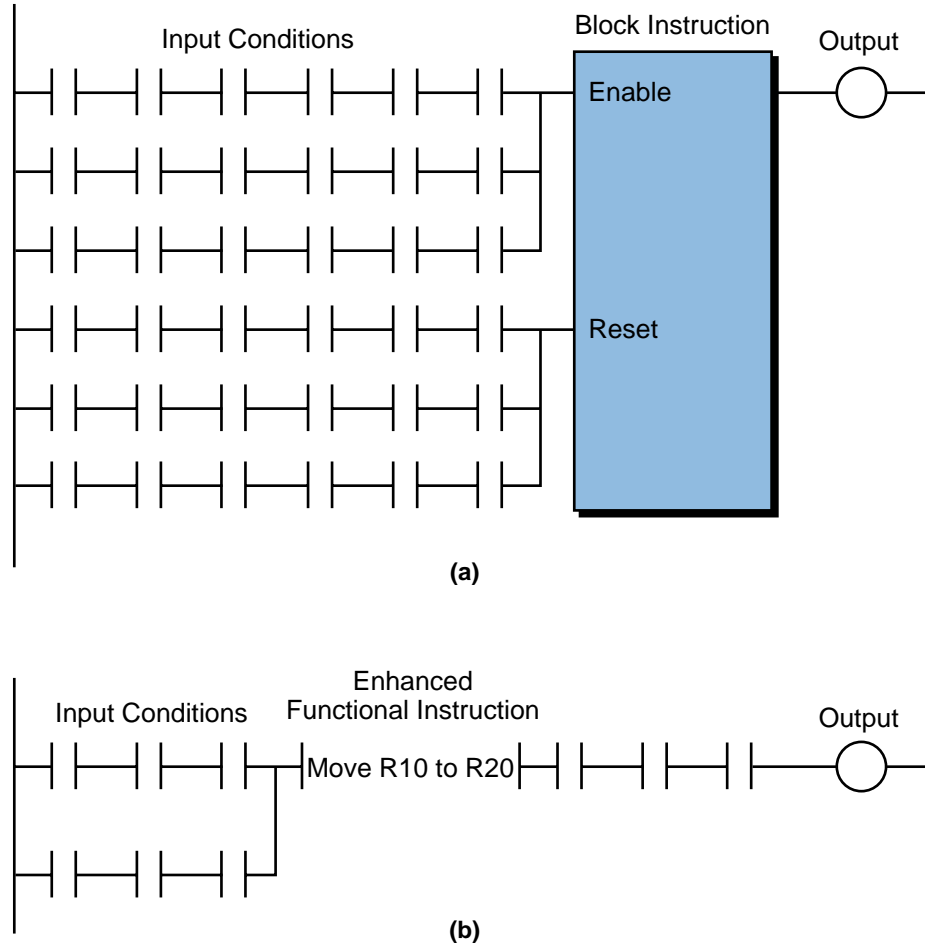 Input Conditions
Block Instruction
Output
Enable
Reset
(a)
Enhanced
Functional Instruction
Input Conditions
Output
Move R10 to R20
(b)